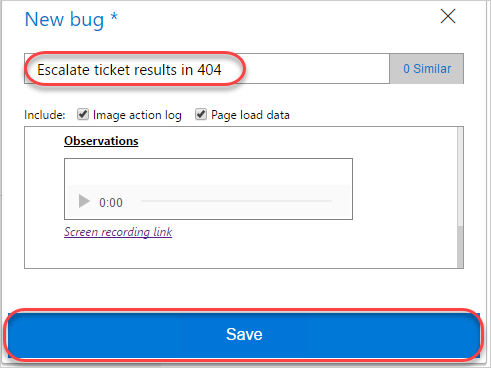 New bug *
Escalate ticket results in 404
0 Similar
Include: Image action log Page load data
Observations
0:00
Screen recording link
Save